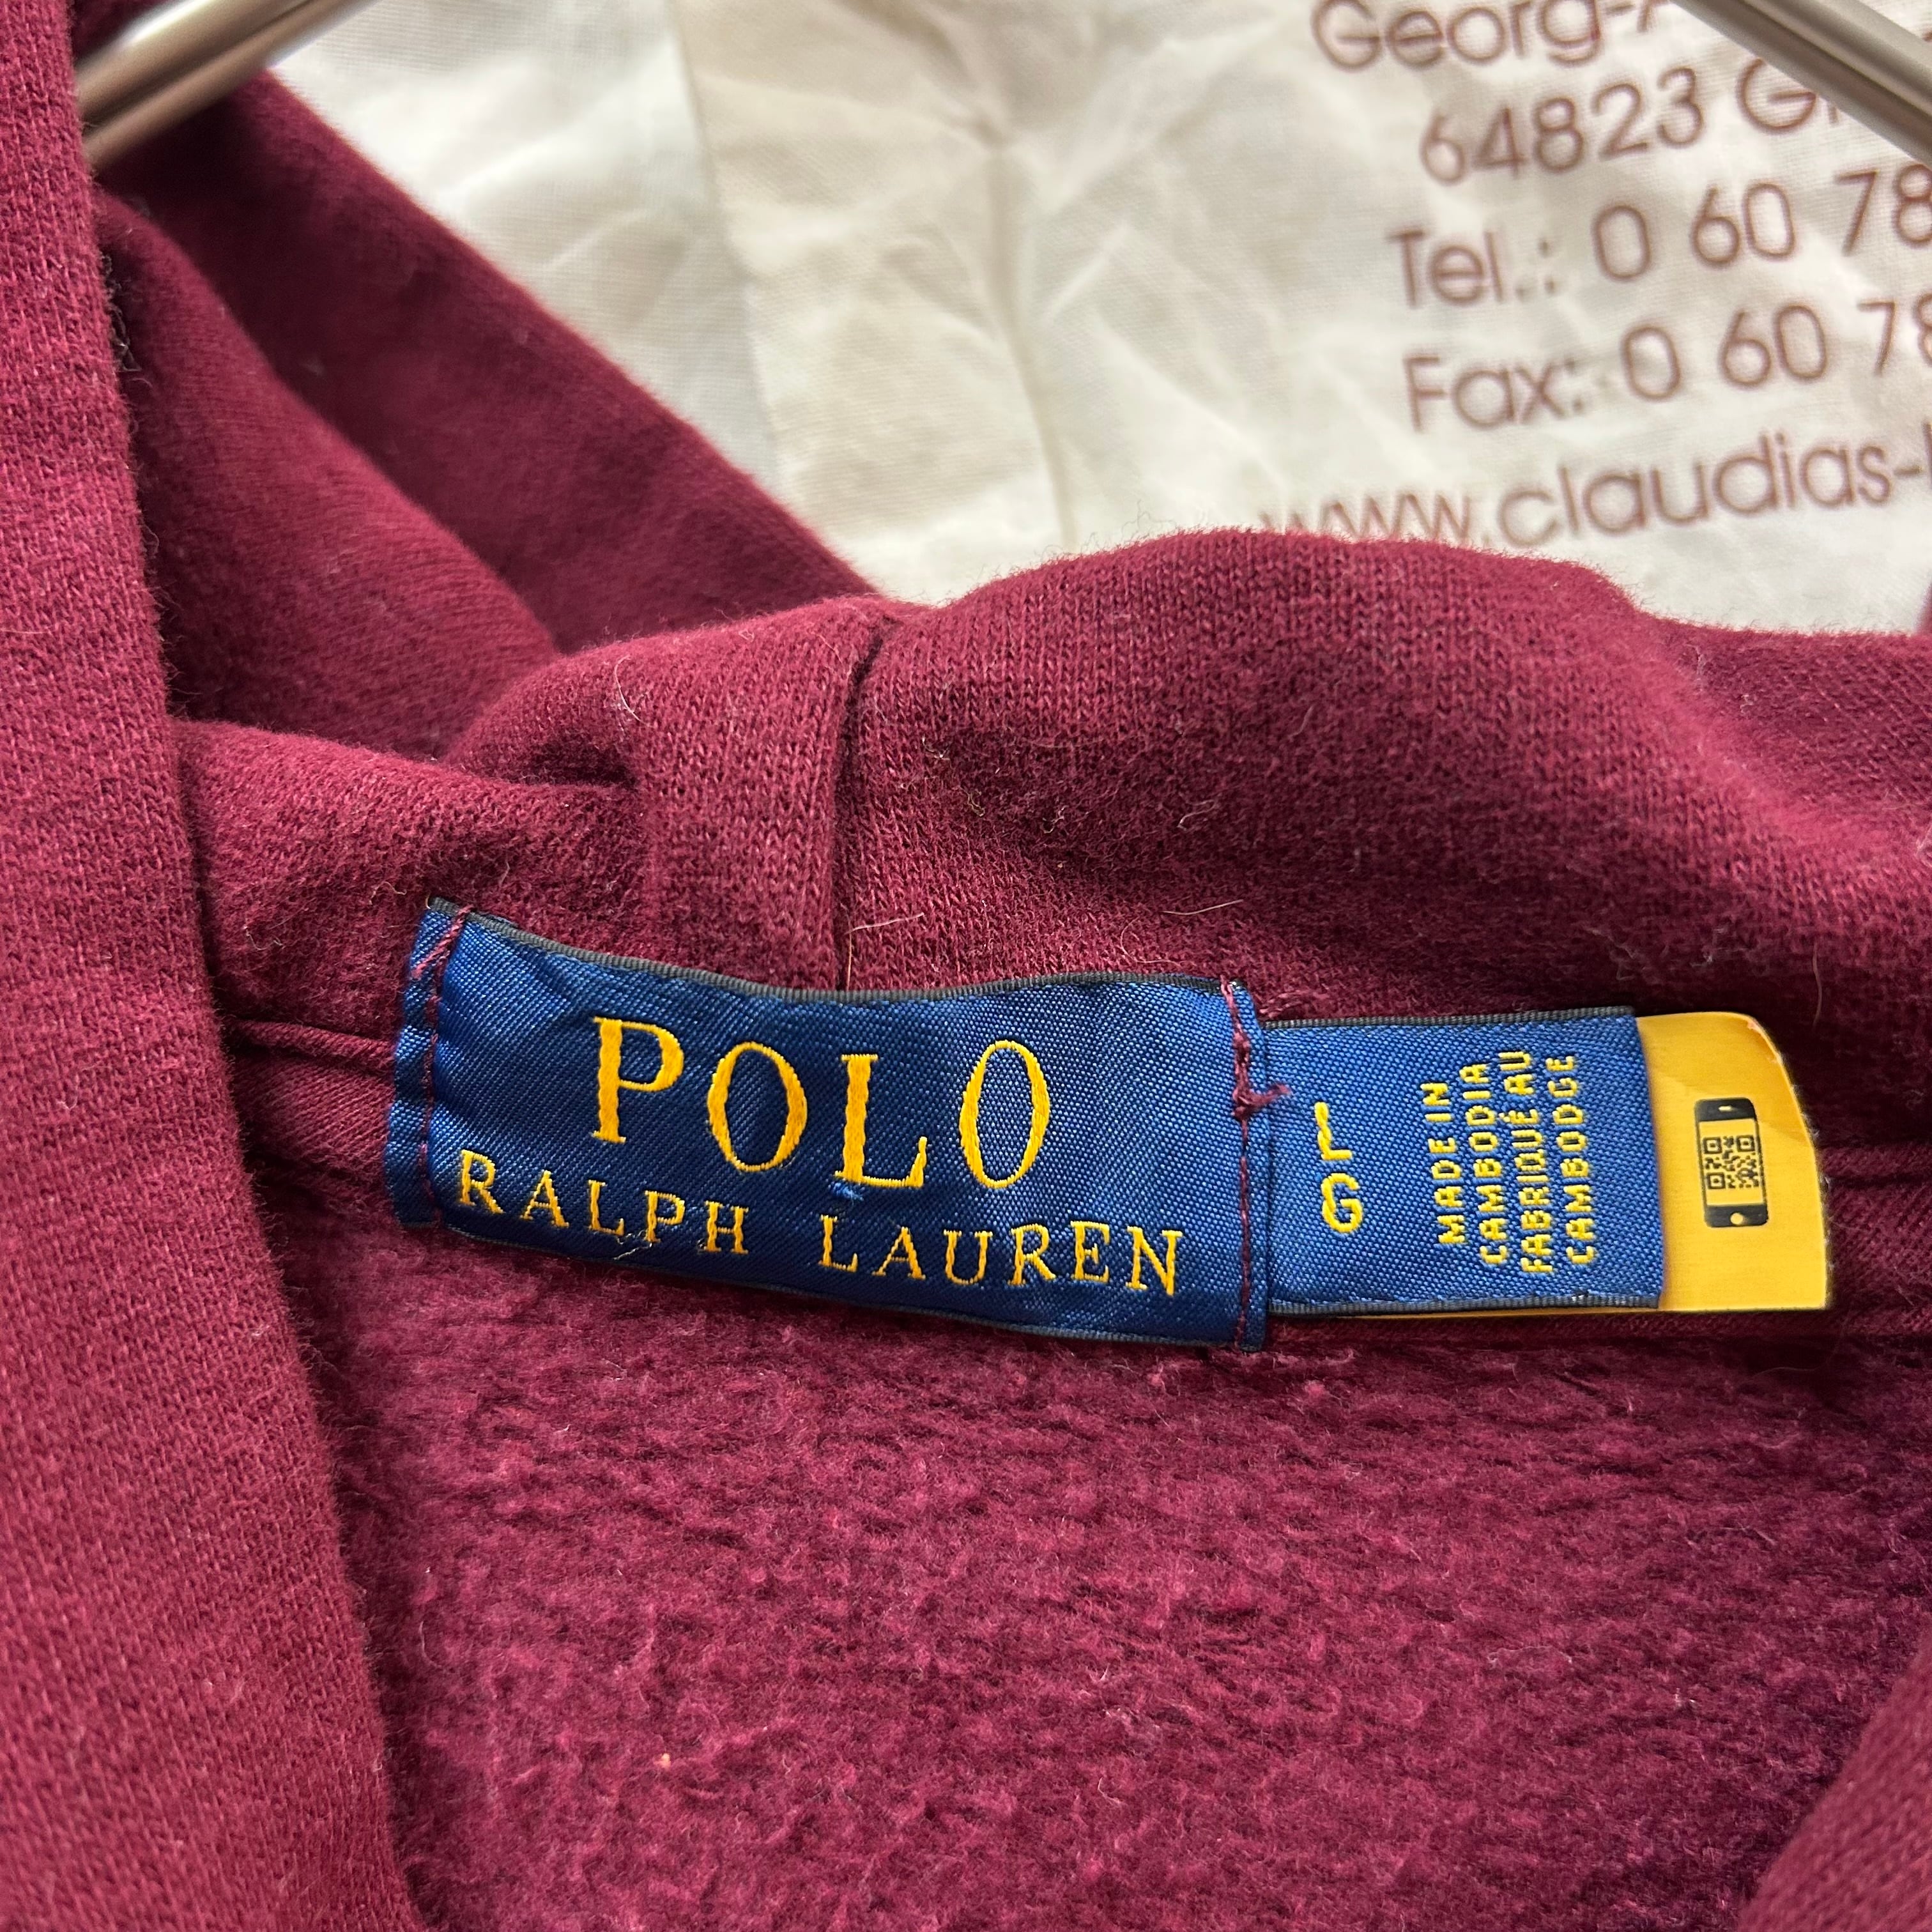 Georg-
64823 G
Tel.: 0 60 78
Fax: 0 60 78
www.claudias-
POLO
RALPH LAUREN
L
G
MADE IN
CAMBODIA
FABRIQUÉ AU
CAMBODGE